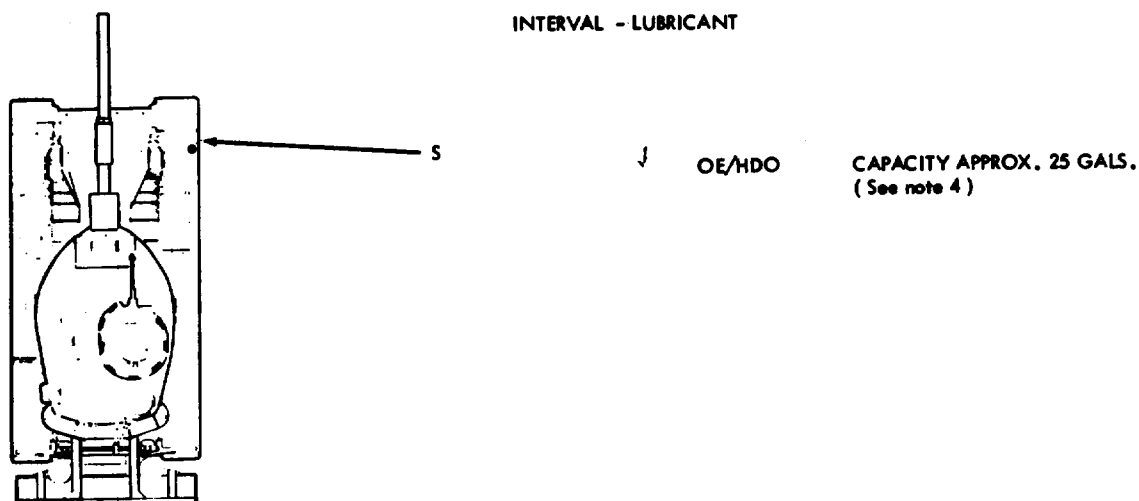 INTERVAL - LUBRICANT
S OE/HDO CAPACITY APPROX. 25 GALS.
( See note 4 )